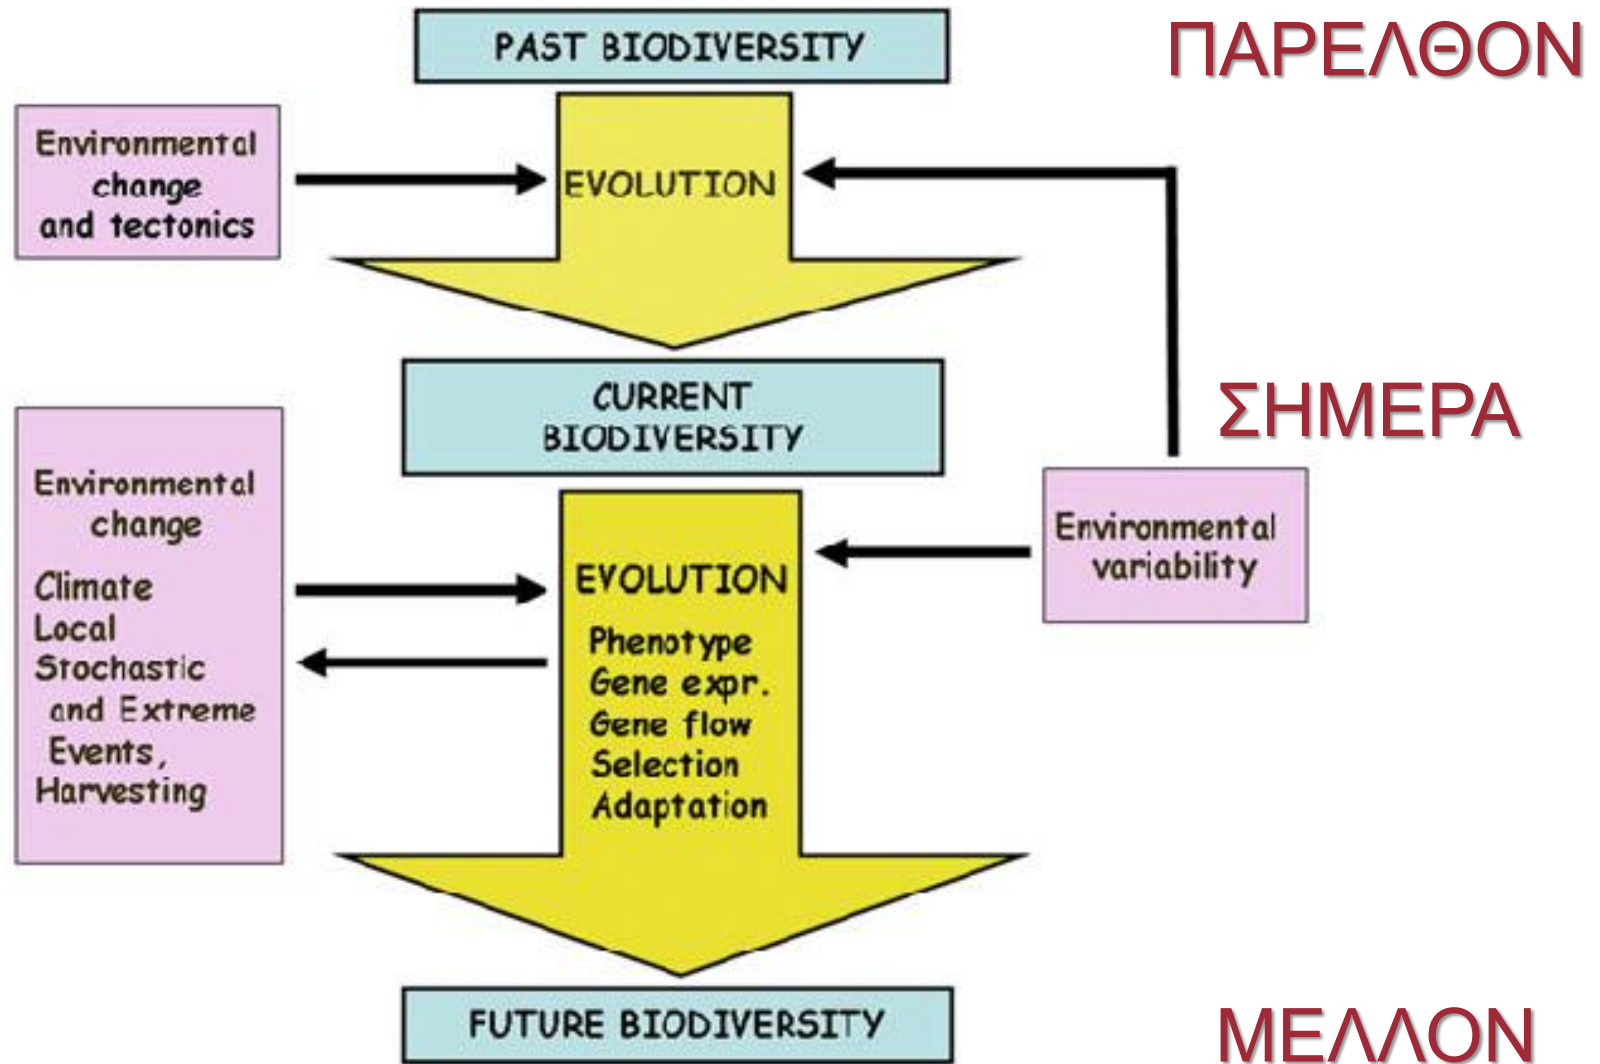 PAST BIODIVERSITY
ΠΑΡΕΛΘΟΝ
Environmental
change
and tectonics
EVOLUTION
CURRENT
BIODIVERSITY
ΣΗΜΕΡΑ
Environmental
change
Climate
Local
Stochastic
and Extreme
Events,
Harvesting
EVOLUTION
Phenotype
Gene expr.
Gene flow
Selection
Adaptation
Environmental
variability
FUTURE BIODIVERSITY
ΜΕΛΛΟΝ